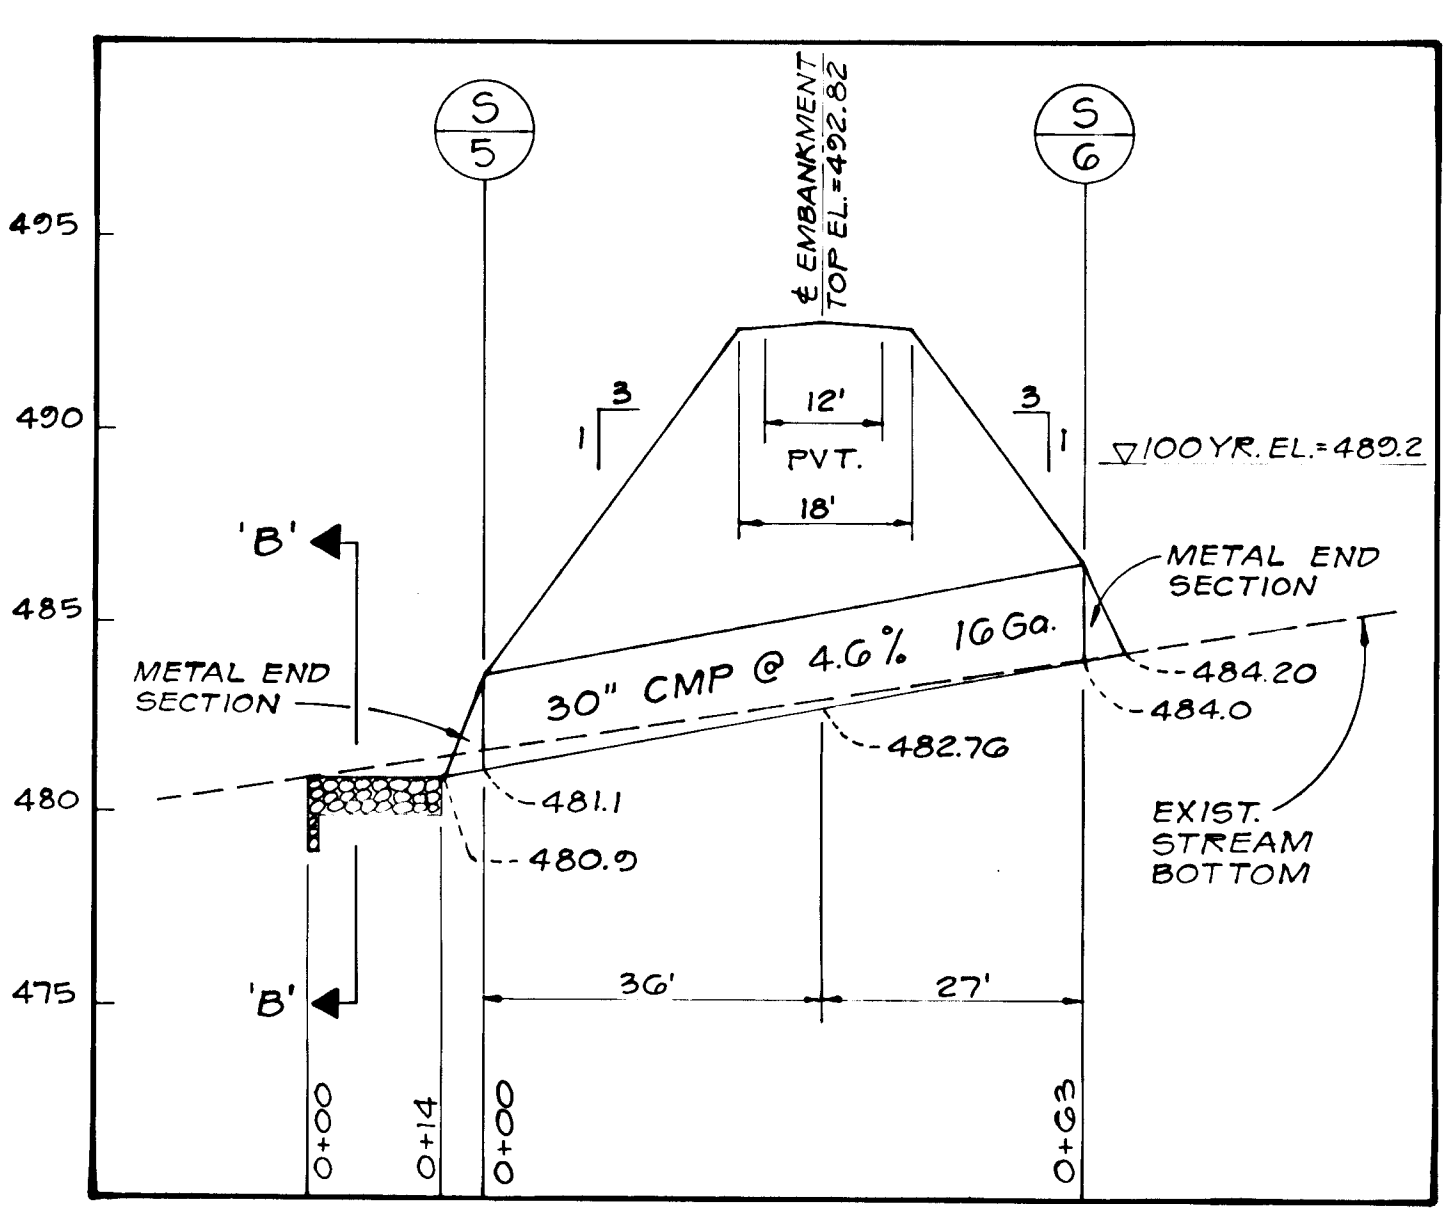 S
5
℄ EMBANKMENT
TOP EL.=492.82
S
6
495
490
485
480
475
3
1
12'
PVT.
18'
3
1
100 YR. EL.=489.2
'B'
METAL END
SECTION
METAL END
SECTION
30" CMP @ 4.6% 16 Ga.
484.20
484.0
482.76
481.1
480.9
EXIST.
STREAM
BOTTOM
'B'
36'
27'
0+00
0+14
0+00
0+63